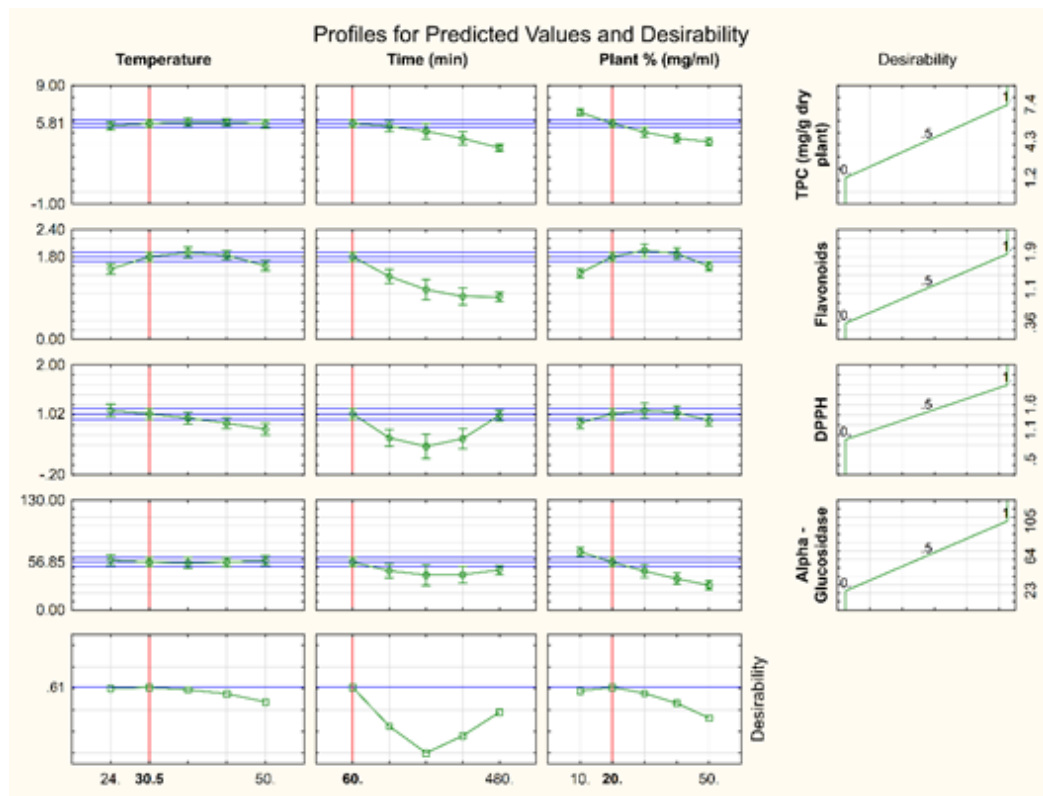 Profiles for Predicted Values and Desirability
Temperature Time (min) Plant % (mg/ml) Desirability
9.00
5.81
-1.00
TPC (mg/g dry
plant)
0. .5 1.
1.2 4.3 7.4
2.40
1.80
0.00
Flavonoids
0. .5 1.
.36 1.1 1.9
2.00
1.02
-.20
DPPH
0. .5 1.
.5 1.1 1.6
130.00
56.85
0.00
Alpha -
Glucosidase
0. .5 1.
23 64 105
.61
Desirability
24. 30.5 50. 60. 480. 10. 20. 50.